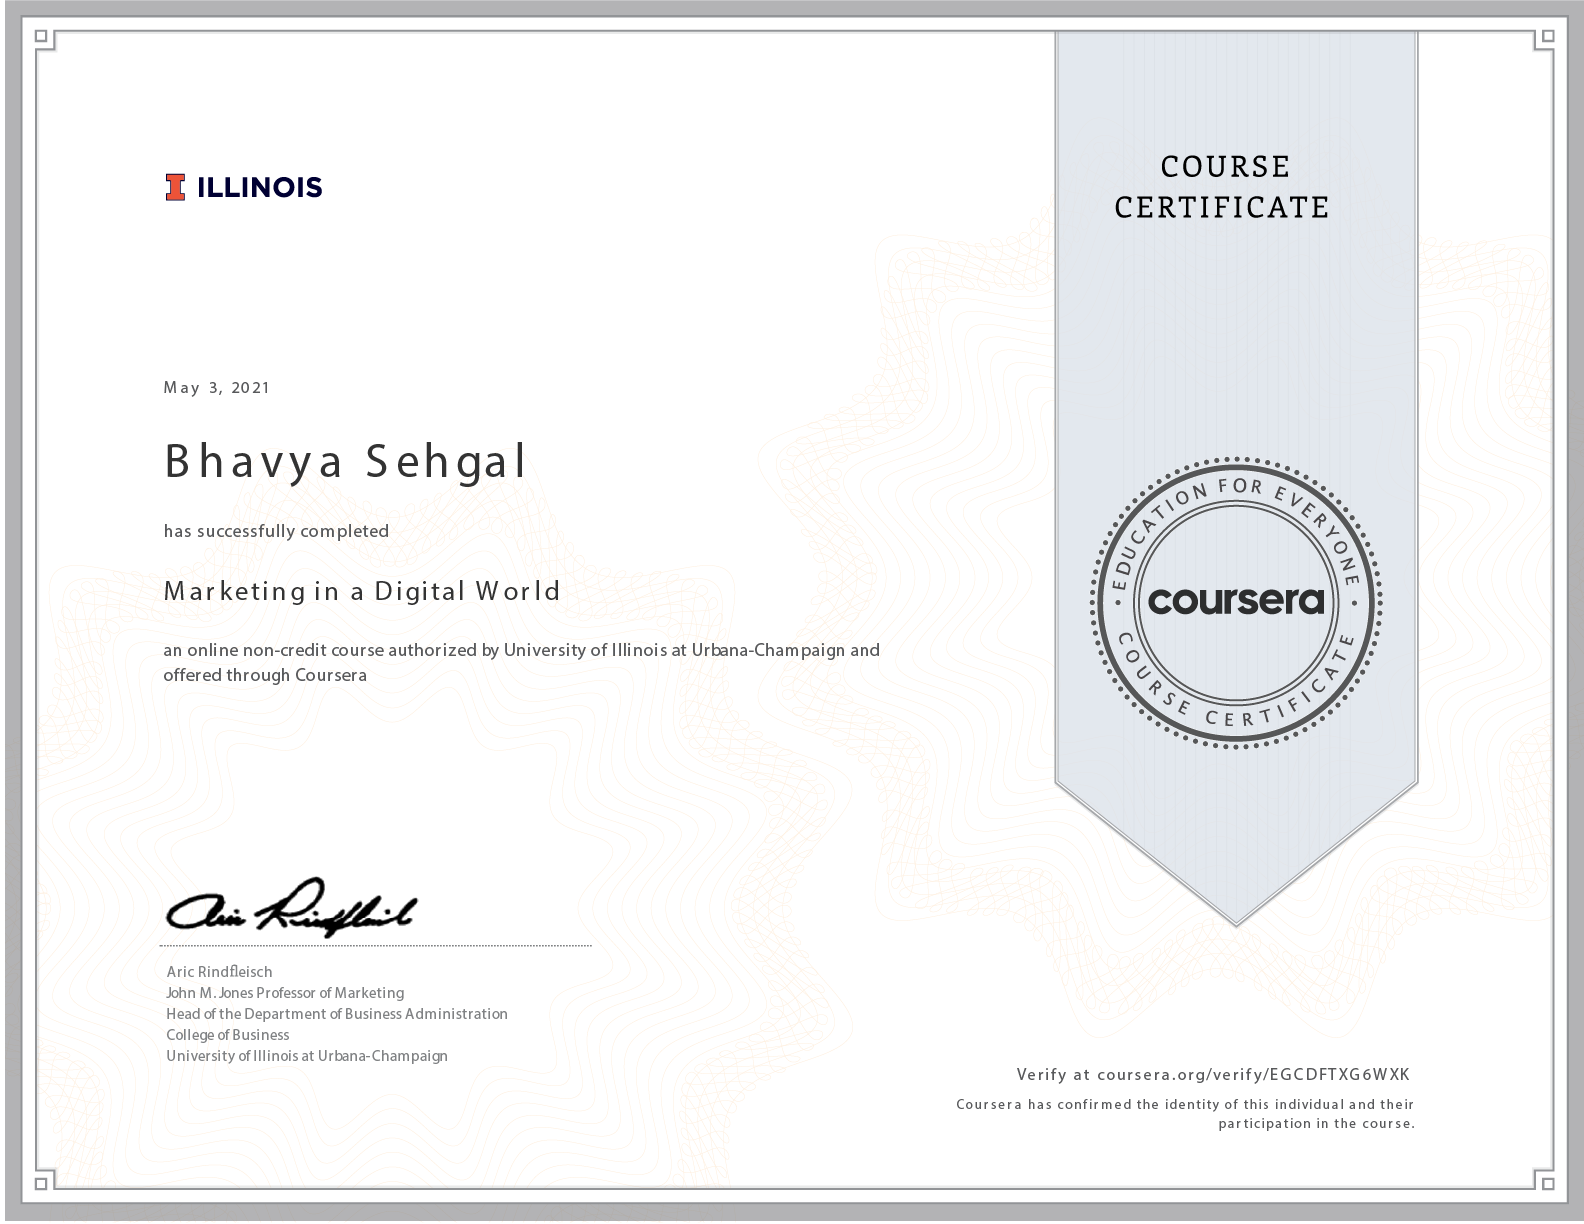 ILLINOIS
COURSE
CERTIFICATE
May 3, 2021
Bhavya Sehgal
has successfully completed
Marketing in a Digital World
an online non-credit course authorized by University of Illinois at Urbana-Champaign and
offered through Coursera
EDUCATION FOR EVERYONE
coursera
COURSE CERTIFICATE
Aric Rindfleisch
Aric Rindfleisch
John M. Jones Professor of Marketing
Head of the Department of Business Administration
College of Business
University of Illinois at Urbana-Champaign
Verify at coursera.org/verify/EGCDFTXG6WXK
Coursera has confirmed the identity of this individual and their
participation in the course.